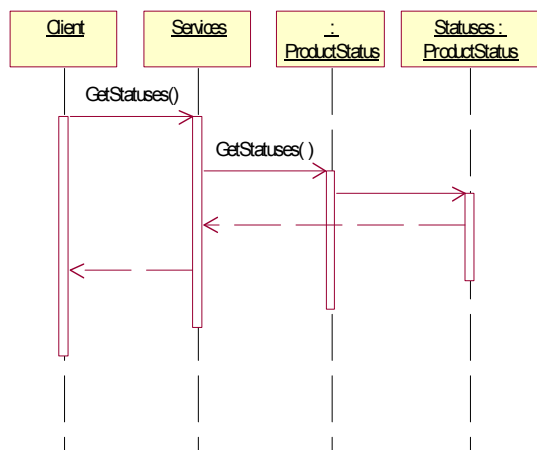 Client
Services
:
ProductStatus
Statuses :
ProductStatus
GetStatuses()
GetStatuses( )